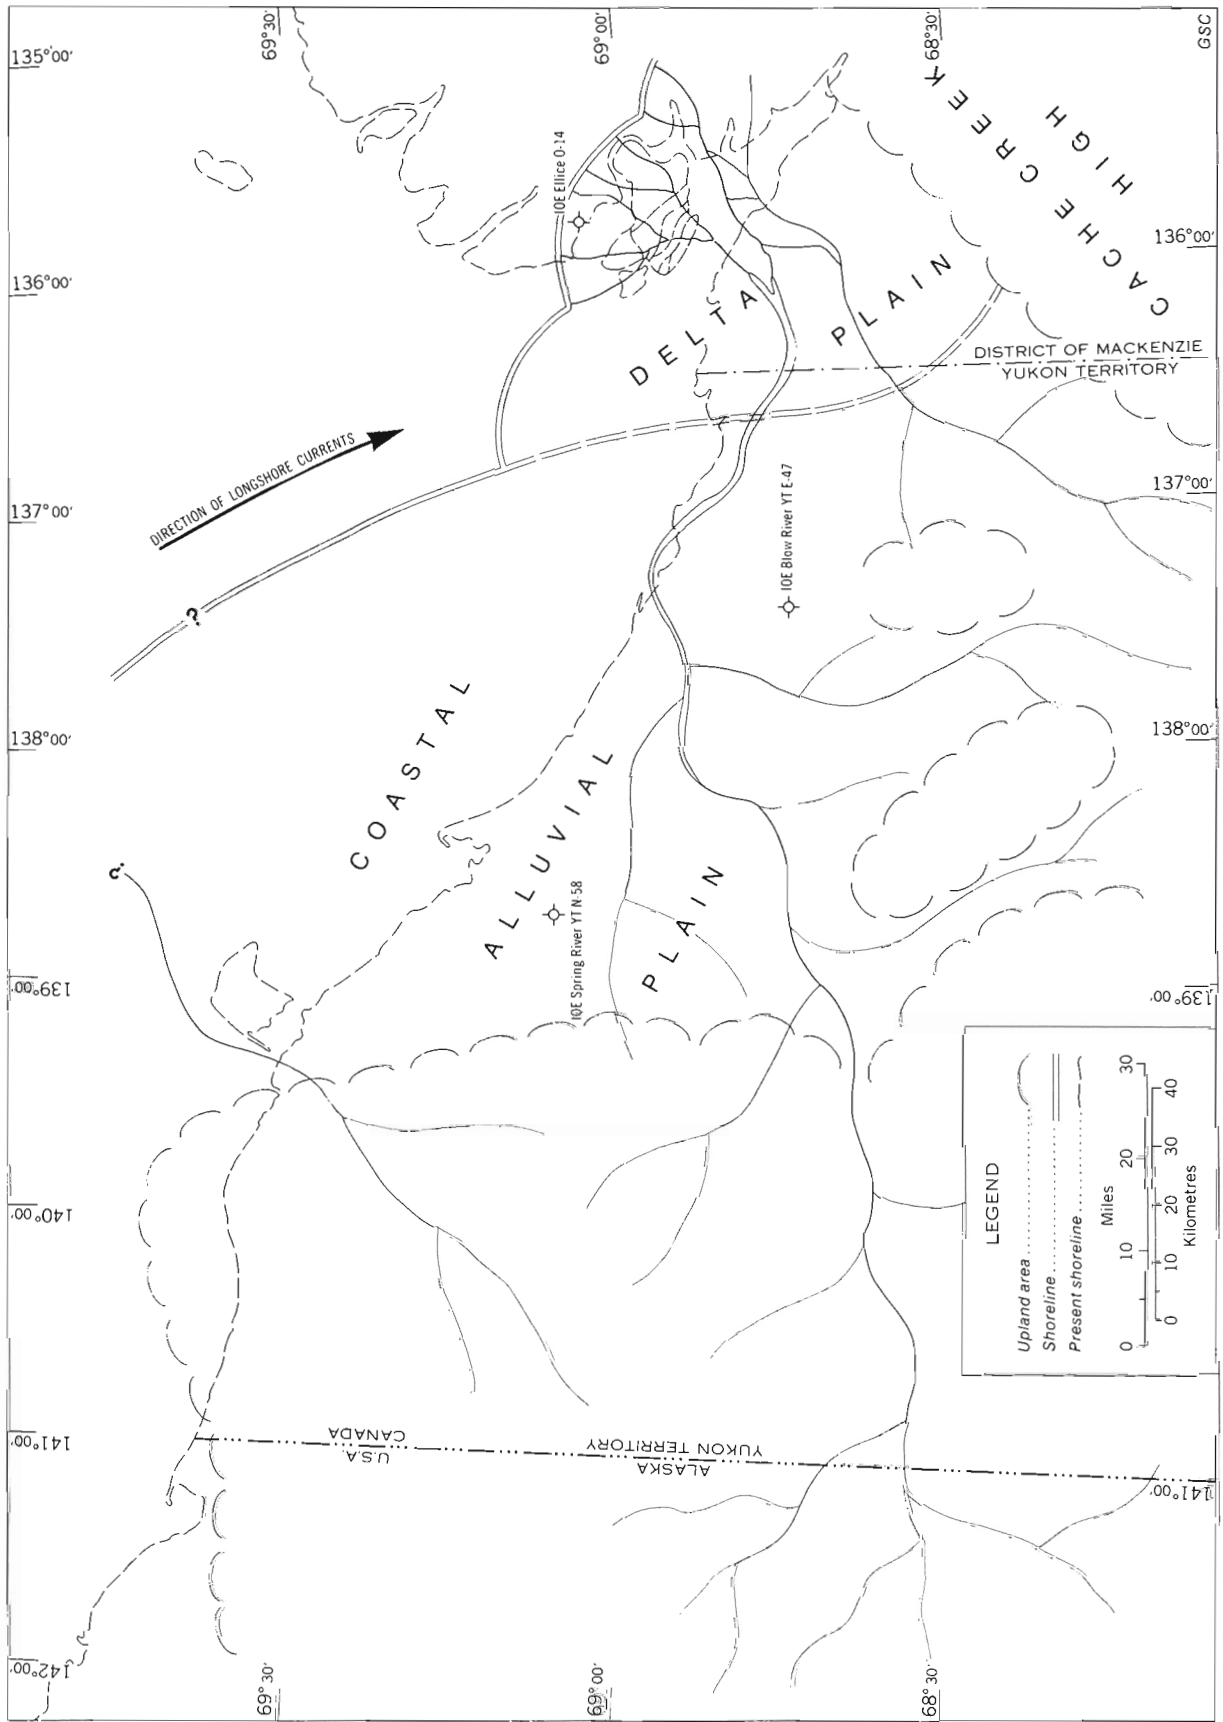 135°00'
136°00'
137°00'
138°00'
139°00'
140°00'
141°00'
142°00'
69°30'
69°00'
68°30'
GSC
136°00'
137°00'
138°00'
139°00'
141°00'
69°30'
69°00'
68°30'
IOE Ellice O-14
CACHE CREEK
HIGH
DELTA
PLAIN
DISTRICT OF MACKENZIE
YUKON TERRITORY
DIRECTION OF LONGSHORE CURRENTS
?
IOE Blow River YT E-47
COASTAL
ALLUVIAL
PLAIN
?
IOE Spring River YT N-58
CANADA
U.S.A.
YUKON TERRITORY
ALASKA
LEGEND
Upland area
Shoreline
Present shoreline
Miles
0 10 20 30
0 10 20 30 40
Kilometres